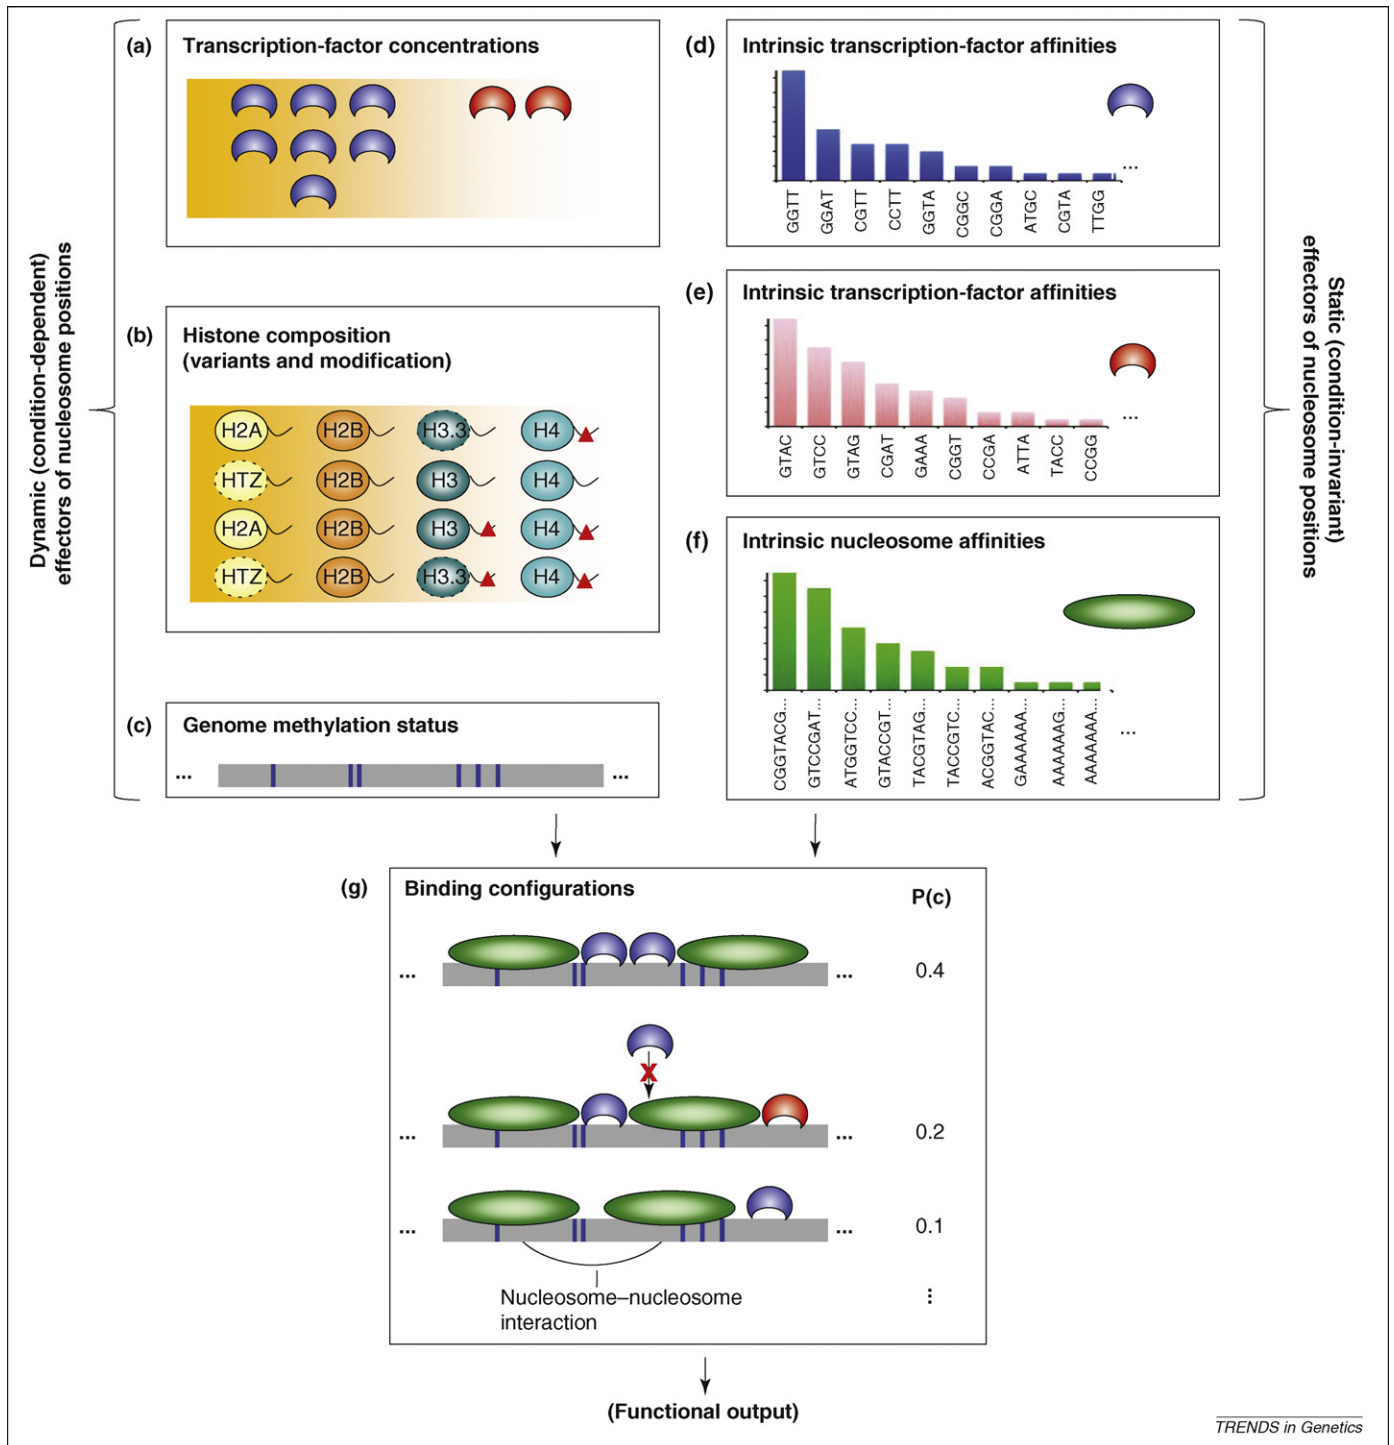 Dynamic (condition-dependent)
effectors of nucleosome positions
(a) Transcription-factor concentrations
(b) Histone composition
(variants and modification)
H2A H2B H3.3 H4
HTZ H2B H3 H4
H2A H2B H3 H4
HTZ H2B H3.3 H4
(c) Genome methylation status
... ...
(d) Intrinsic transcription-factor affinities
...
GGTT GGAT CGTT CCTT GGTA CGGC CGGA ATGC CGTA TTGG
(e) Intrinsic transcription-factor affinities
...
GTAC GTCC GTAG CGAT GAAA CGGT CCGA ATTA TACC CCGG
(f) Intrinsic nucleosome affinities
CGGTACG... GTCCGAT... ATGGTCC... GTACCGT... TACGTAG... TACCGTC... ACGGTAC... GAAAAAA... AAAAAAG... AAAAAAA...
...
Static (condition-invariant)
effectors of nucleosome positions
(g) Binding configurations P(c)
... ... 0.4
X
... ... 0.2
... ... 0.1
Nucleosome–nucleosome
interaction
...
(Functional output)
TRENDS in Genetics